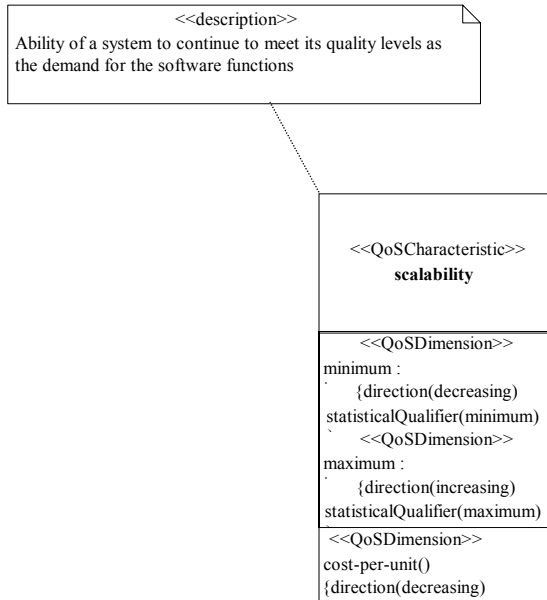 <<description>>
Ability of a system to continue to meet its quality levels as
the demand for the software functions
<<QoSCharacteristic>>
scalability
<<QoSDimension>>
minimum :
{direction(decreasing)
statisticalQualifier(minimum)
<<QoSDimension>>
maximum :
{direction(increasing)
statisticalQualifier(maximum)
<<QoSDimension>>
cost-per-unit()
{direction(decreasing)